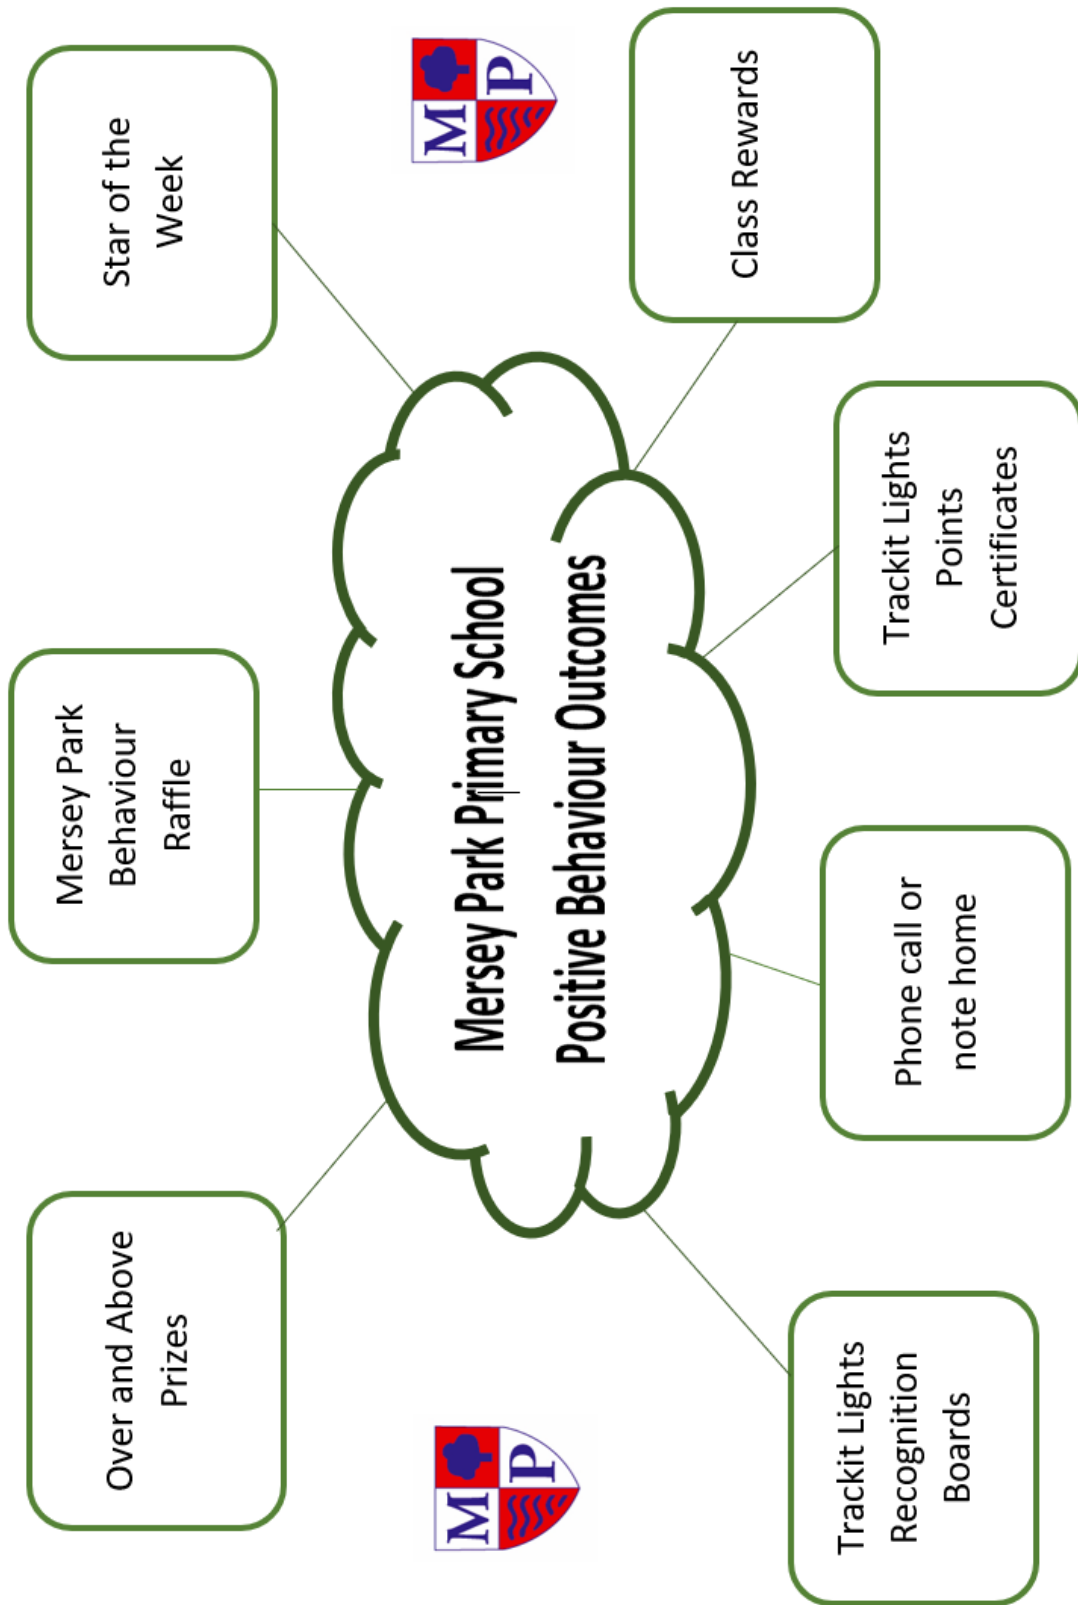 Over and Above
Prizes
Mersey Park
Behaviour
Raffle
Star of the
Week
M
P
M
P
Mersey Park Primary School
Positive Behaviour Outcomes
Trackit Lights
Recognition
Boards
Phone call or
note home
Trackit Lights
Points
Certificates
Class Rewards